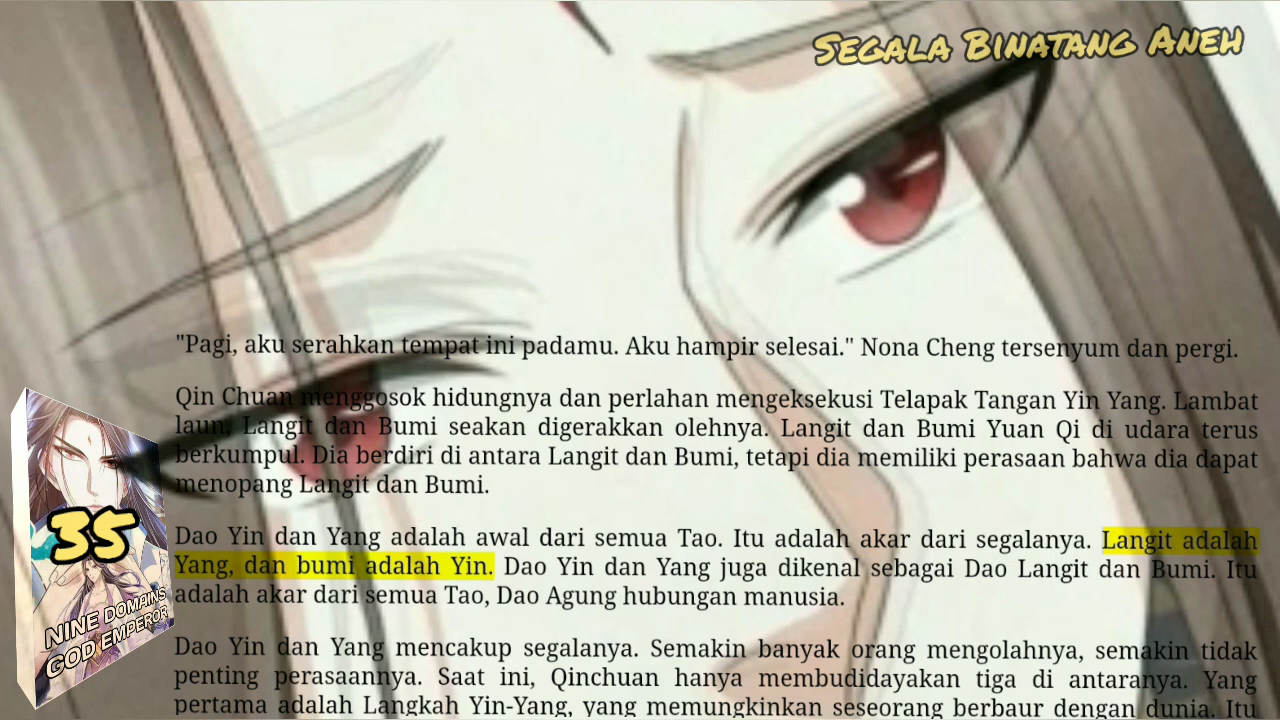 Segala Binatang Aneh
"Pagi, aku serahkan tempat ini padamu. Aku hampir selesai." Nona Cheng tersenyum dan pergi.
Qin Chuan menggosok hidungnya dan perlahan mengeksekusi Telapak Tangan Yin Yang. Lambat
laun, Langit dan Bumi seakan digerakkan olehnya. Langit dan Bumi Yuan Qi di udara terus
berkumpul. Dia berdiri di antara Langit dan Bumi, tetapi dia memiliki perasaan bahwa dia dapat
menopang Langit dan Bumi.
Dao Yin dan Yang adalah awal dari semua Tao. Itu adalah akar dari segalanya. Langit adalah
Yang, dan bumi adalah Yin. Dao Yin dan Yang juga dikenal sebagai Dao Langit dan Bumi. Itu
adalah akar dari semua Tao, Dao Agung hubungan manusia.
Dao Yin dan Yang mencakup segalanya. Semakin banyak orang mengolahnya, semakin tidak
penting perasaannya. Saat ini, Qinchuan hanya membudidayakan tiga di antaranya. Yang
pertama adalah Langkah Yin-Yang, yang memungkinkan seseorang berbaur dengan dunia. Itu
35
NINE DOMAINS
GOD EMPEROR